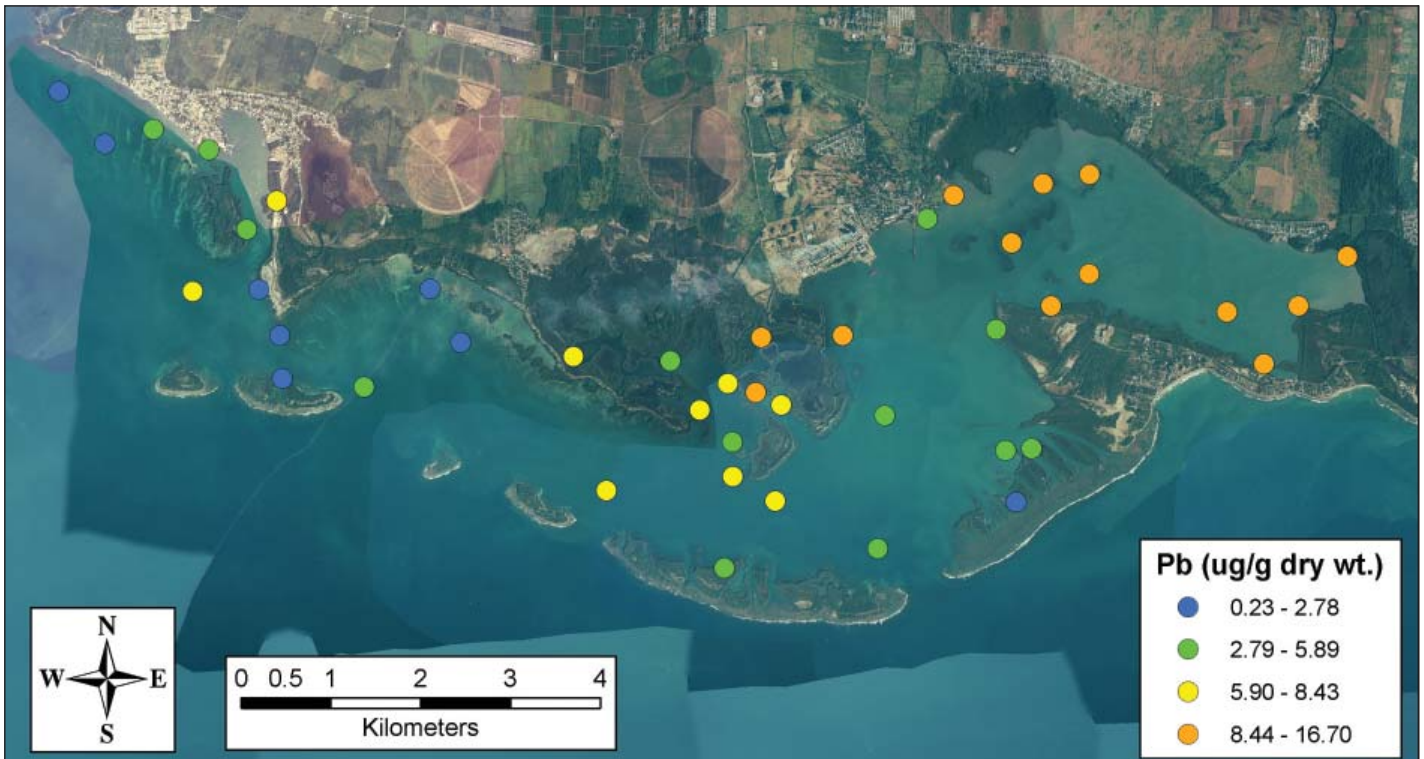 N
W E
S
0 0.5 1 2 3 4
Kilometers
Pb (ug/g dry wt.)
0.23 - 2.78
2.79 - 5.89
5.90 - 8.43
8.44 - 16.70